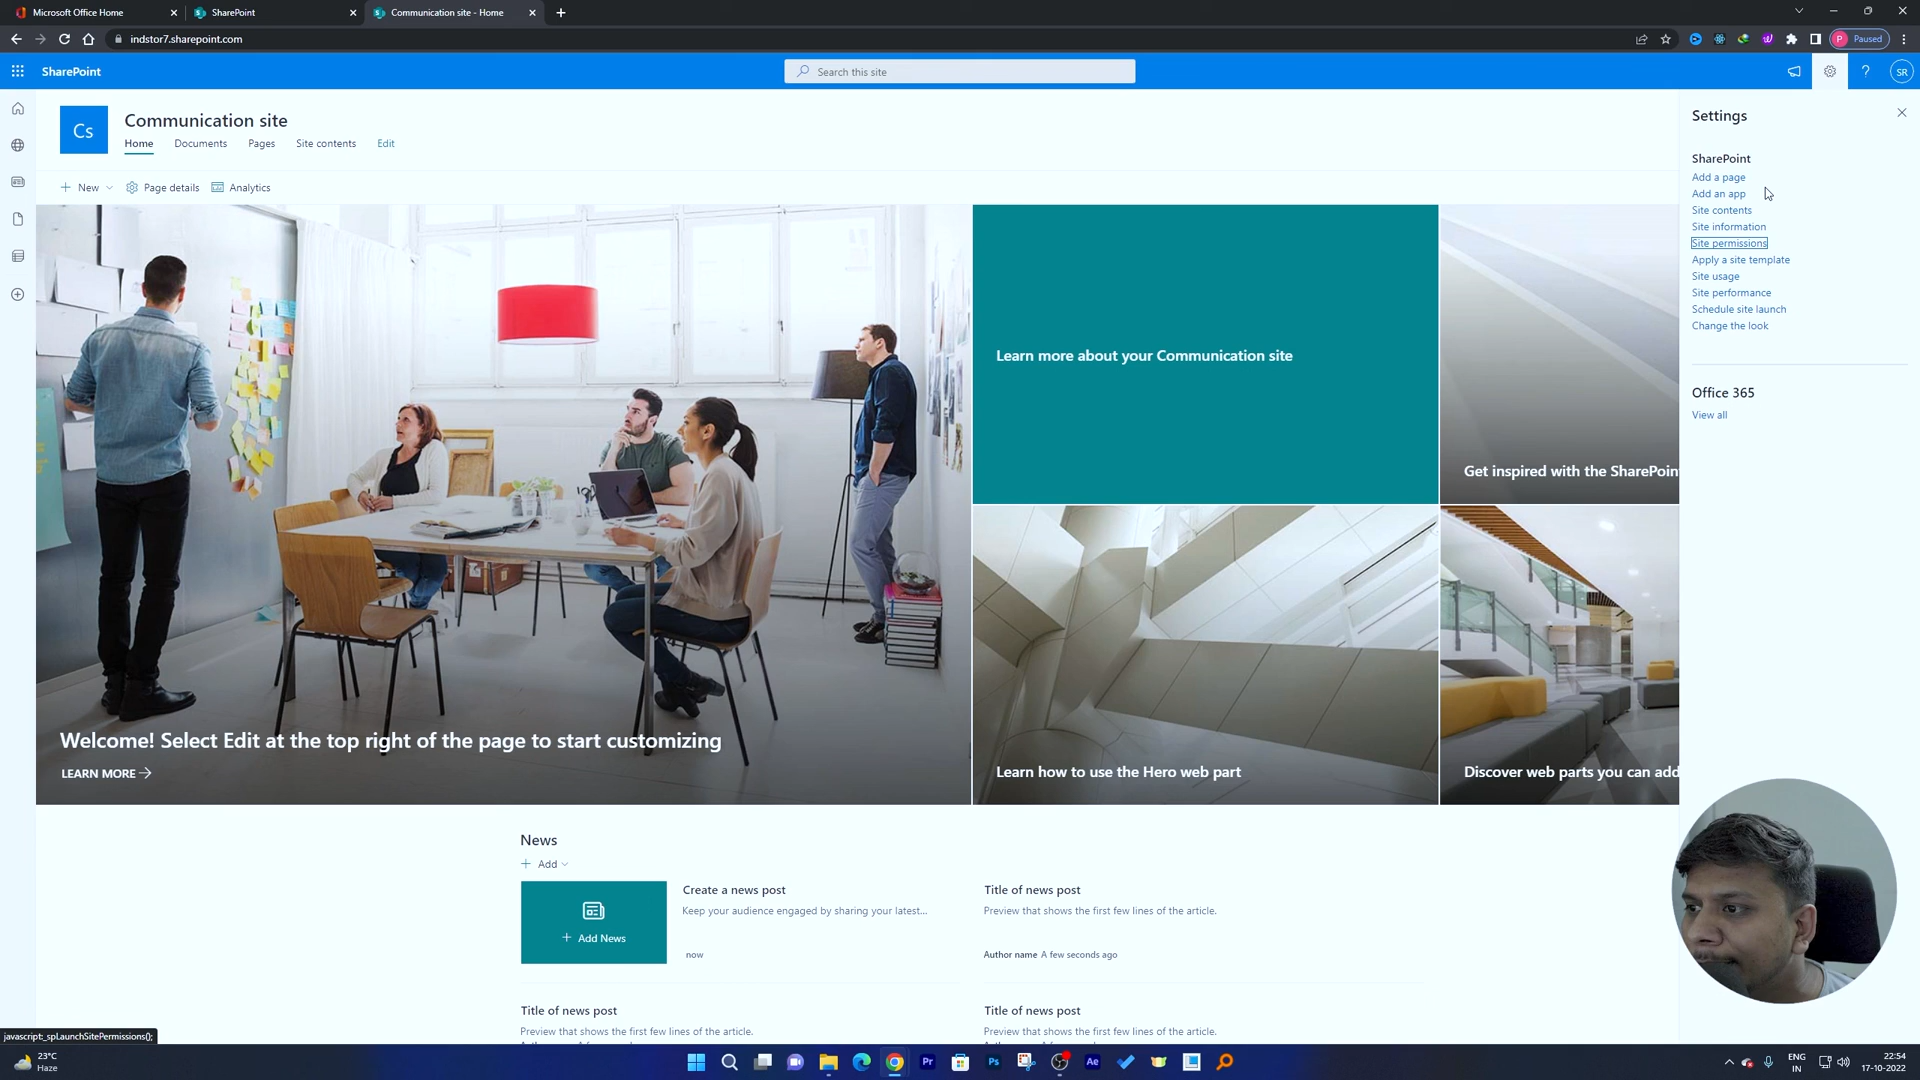 Microsoft Office Home
SharePoint
Communication site - Home
indstor7.sharepoint.com
P Paused
SharePoint
Search this site
SR
Cs
Communication site
Home Documents Pages Site contents Edit
New Page details Analytics
Welcome! Select Edit at the top right of the page to start customizing
LEARN MORE
Learn more about your Communication site
Get inspired with the SharePoin
Learn how to use the Hero web part
Discover web parts you can add
Settings
SharePoint
Add a page
Add an app
Site contents
Site information
Site permissions
Apply a site template
Site usage
Site performance
Schedule site launch
Change the look
Office 365
View all
News
+ Add
+ Add News
Create a news post
Keep your audience engaged by sharing your latest...
now
Title of news post
Preview that shows the first few lines of the article.
Author name A few seconds ago
Title of news post
Preview that shows the first few lines of the article.
Title of news post
Preview that shows the first few lines of the article.
javascript:_spLaunchSitePermissions();
23°C
Haze
Pr
Ps
Ae
ENG
IN
22:54
17-10-2022